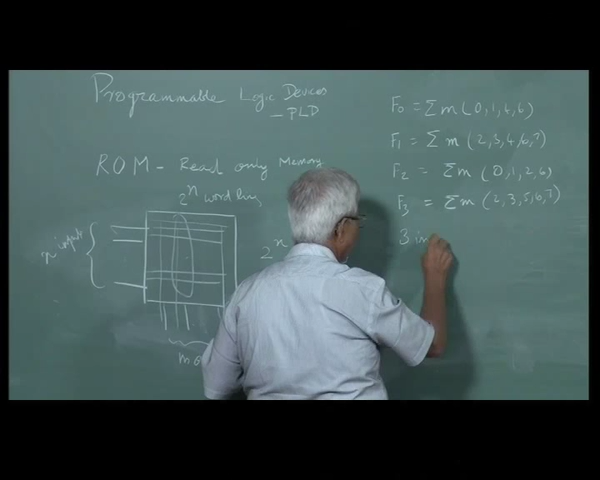 Programmable Logic Devices
– PLD
ROM – Read only Memory
2^n word lines
n inputs
2^n
m
F0 = Σm (0,1,4,6)
F1 = Σm (2,3,4,6,7)
F2 = Σm (0,1,2,6)
F3 = Σm (2,3,5,6,7)
3 in